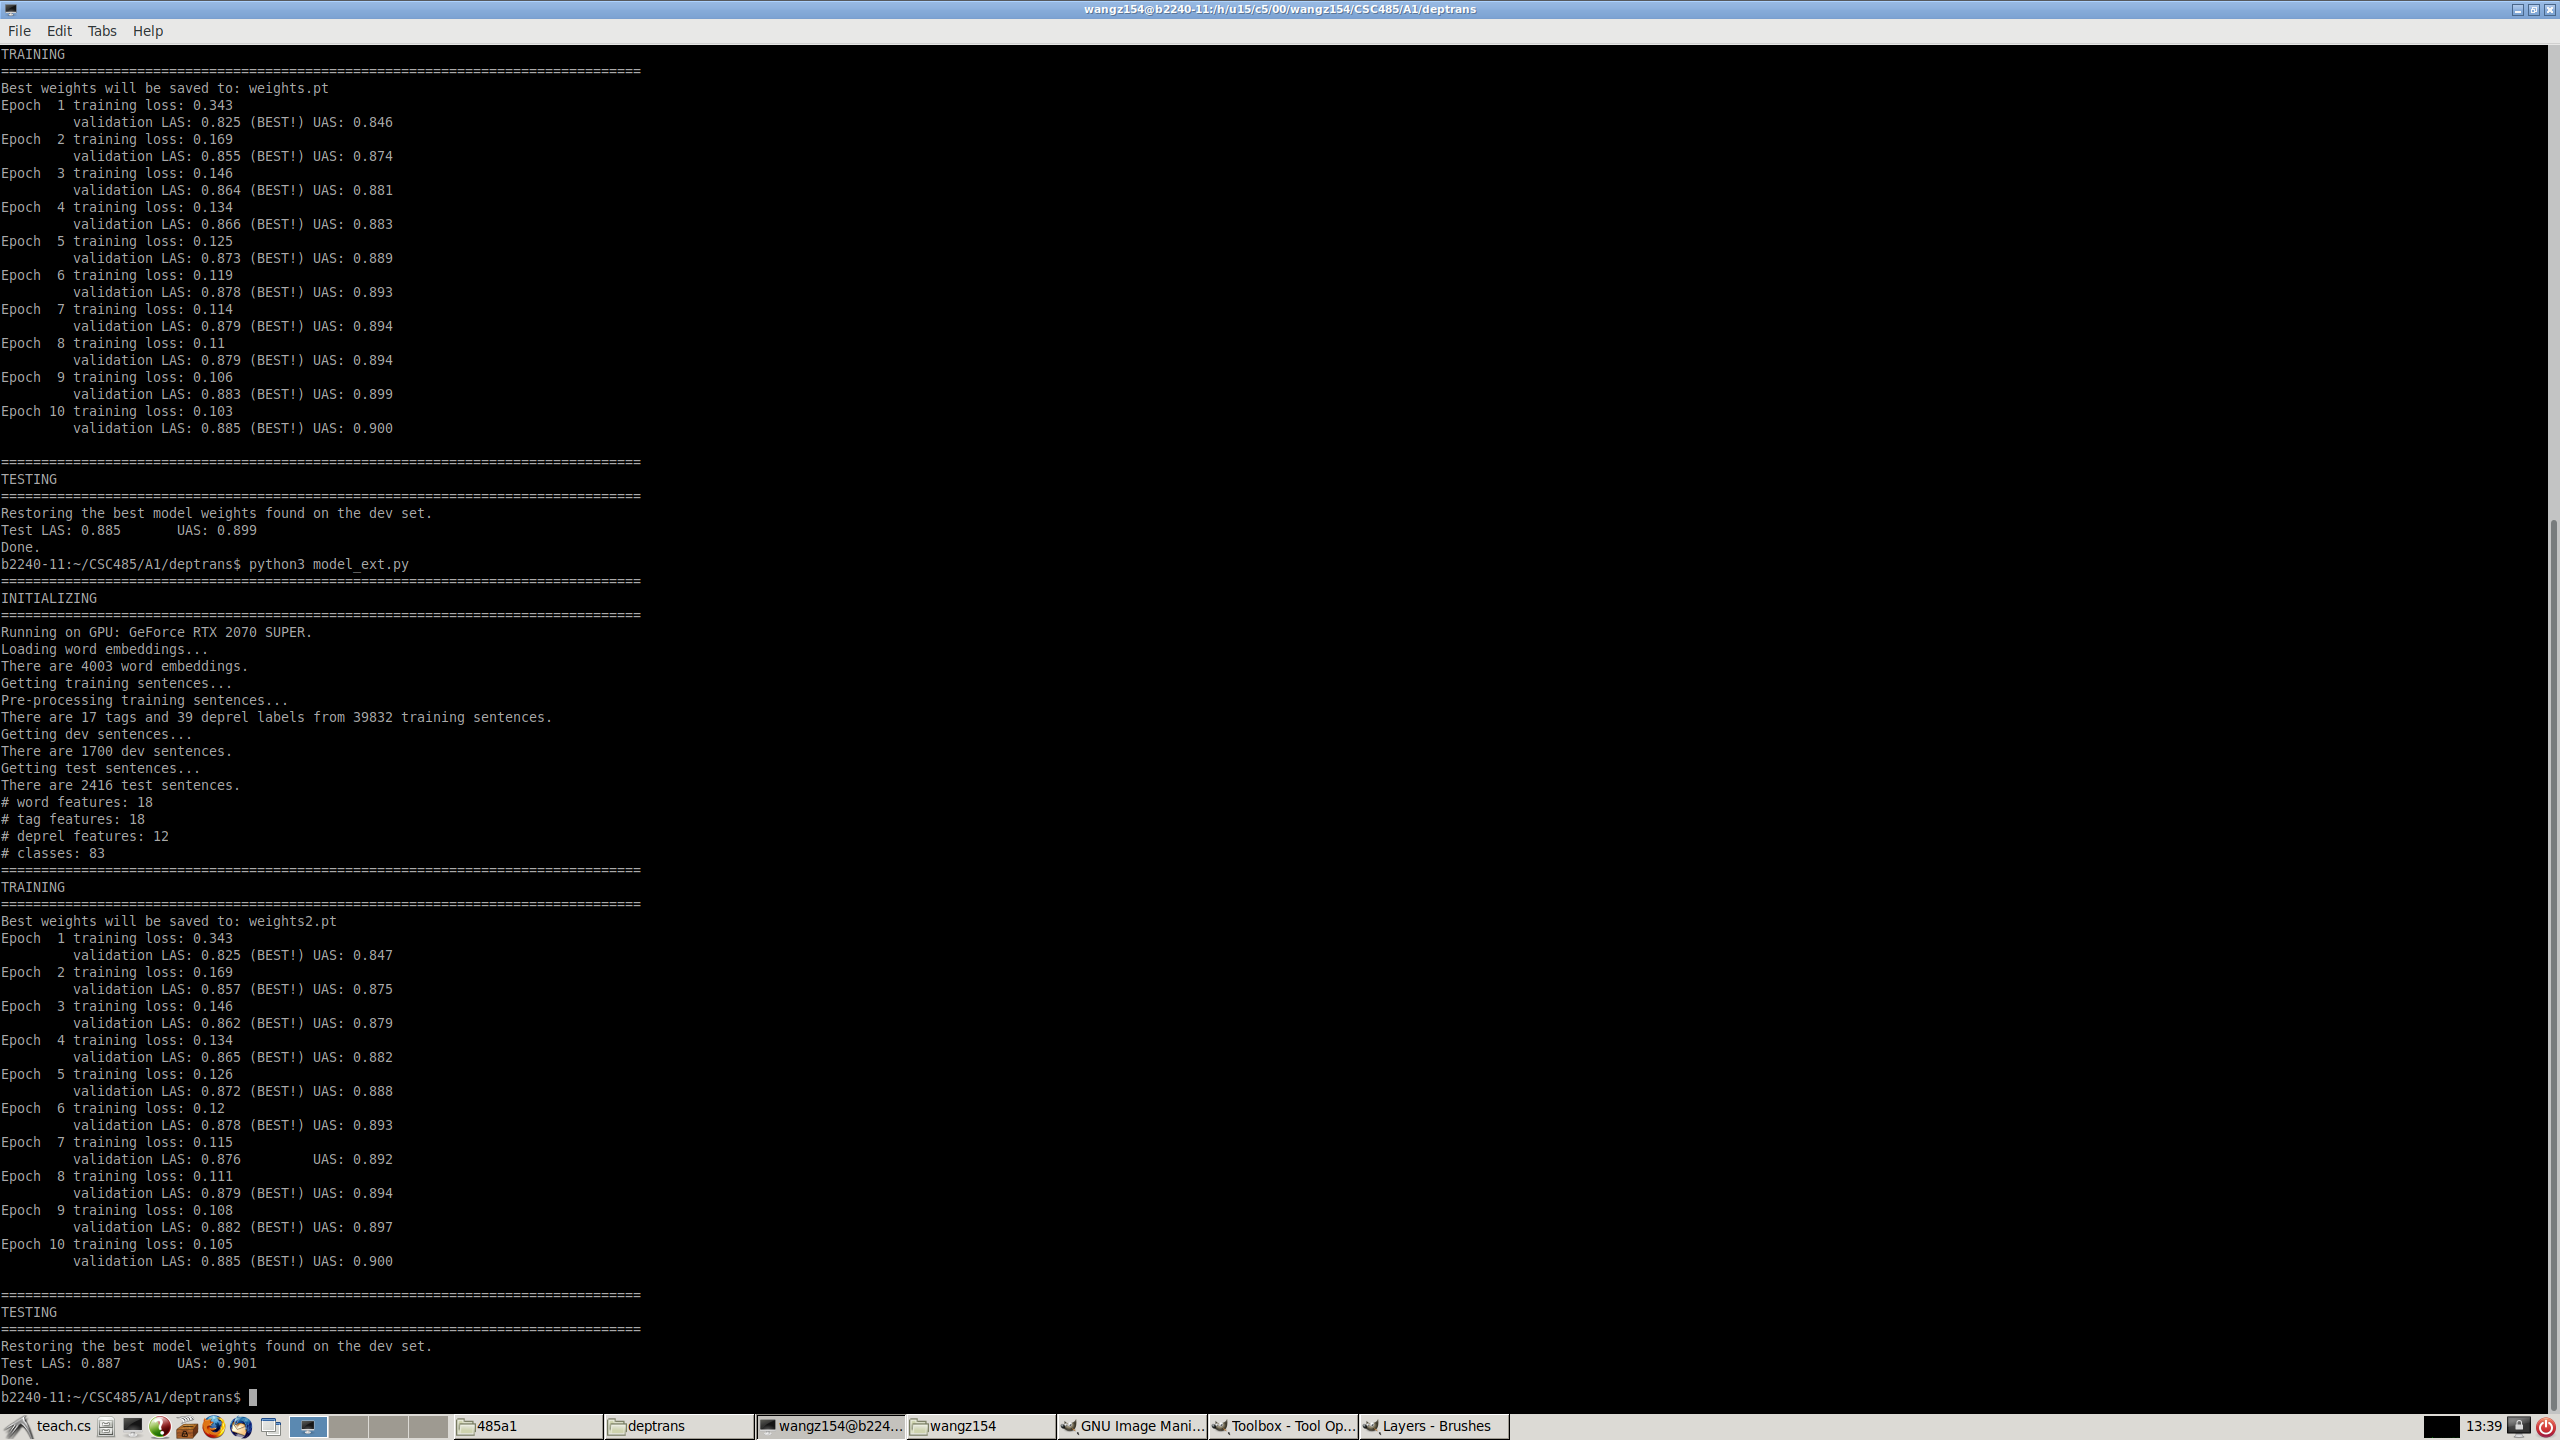 wangz154@b2240-11:/h/u15/c5/00/wangz154/CSC485/A1/deptrans
File Edit Tabs Help
TRAINING
================================================================================
Best weights will be saved to: weights.pt
Epoch  1 training loss: 0.343
         validation LAS: 0.825 (BEST!) UAS: 0.846
Epoch  2 training loss: 0.169
         validation LAS: 0.855 (BEST!) UAS: 0.874
Epoch  3 training loss: 0.146
         validation LAS: 0.864 (BEST!) UAS: 0.881
Epoch  4 training loss: 0.134
         validation LAS: 0.866 (BEST!) UAS: 0.883
Epoch  5 training loss: 0.125
         validation LAS: 0.873 (BEST!) UAS: 0.889
Epoch  6 training loss: 0.119
         validation LAS: 0.878 (BEST!) UAS: 0.893
Epoch  7 training loss: 0.114
         validation LAS: 0.879 (BEST!) UAS: 0.894
Epoch  8 training loss: 0.11
         validation LAS: 0.879 (BEST!) UAS: 0.894
Epoch  9 training loss: 0.106
         validation LAS: 0.883 (BEST!) UAS: 0.899
Epoch 10 training loss: 0.103
         validation LAS: 0.885 (BEST!) UAS: 0.900
================================================================================
TESTING
================================================================================
Restoring the best model weights found on the dev set.
Test LAS: 0.885       UAS: 0.899
Done.
b2240-11:~/CSC485/A1/deptrans$ python3 model_ext.py
================================================================================
INITIALIZING
================================================================================
Running on GPU: GeForce RTX 2070 SUPER.
Loading word embeddings...
There are 4003 word embeddings.
Getting training sentences...
Pre-processing training sentences...
There are 17 tags and 39 deprel labels from 39832 training sentences.
Getting dev sentences...
There are 1700 dev sentences.
Getting test sentences...
There are 2416 test sentences.
# word features: 18
# tag features: 18
# deprel features: 12
# classes: 83
================================================================================
TRAINING
================================================================================
Best weights will be saved to: weights2.pt
Epoch  1 training loss: 0.343
         validation LAS: 0.825 (BEST!) UAS: 0.847
Epoch  2 training loss: 0.169
         validation LAS: 0.857 (BEST!) UAS: 0.875
Epoch  3 training loss: 0.146
         validation LAS: 0.862 (BEST!) UAS: 0.879
Epoch  4 training loss: 0.134
         validation LAS: 0.865 (BEST!) UAS: 0.882
Epoch  5 training loss: 0.126
         validation LAS: 0.872 (BEST!) UAS: 0.888
Epoch  6 training loss: 0.12
         validation LAS: 0.878 (BEST!) UAS: 0.893
Epoch  7 training loss: 0.115
         validation LAS: 0.876         UAS: 0.892
Epoch  8 training loss: 0.111
         validation LAS: 0.879 (BEST!) UAS: 0.894
Epoch  9 training loss: 0.108
         validation LAS: 0.882 (BEST!) UAS: 0.897
Epoch 10 training loss: 0.105
         validation LAS: 0.885 (BEST!) UAS: 0.900
================================================================================
TESTING
================================================================================
Restoring the best model weights found on the dev set.
Test LAS: 0.887       UAS: 0.901
Done.
b2240-11:~/CSC485/A1/deptrans$
teach.cs 485a1 deptrans wangz154@b224... wangz154 GNU Image Mani... Toolbox - Tool Op... Layers - Brushes 13:39